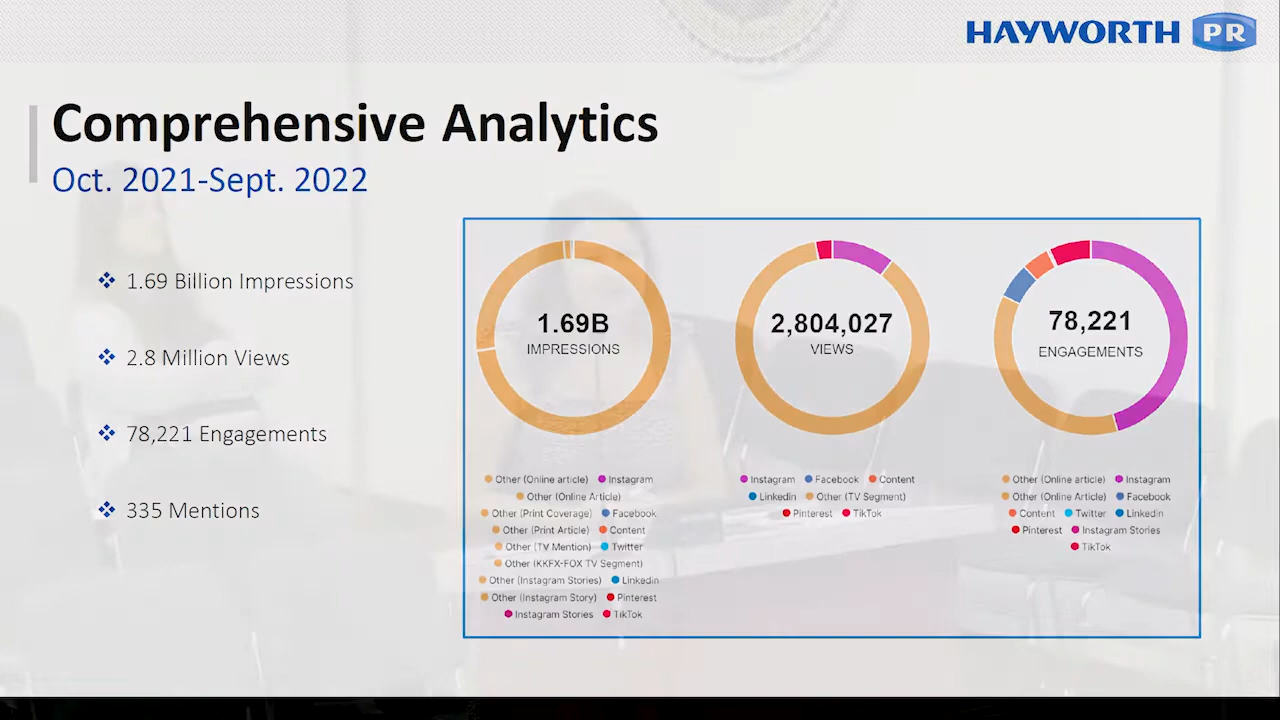 HAYWORTH PR
Comprehensive Analytics
Oct. 2021-Sept. 2022
1.69 Billion Impressions
2.8 Million Views
78,221 Engagements
335 Mentions
1.69B
IMPRESSIONS
Other (Online article) Instagram
Other (Online Article)
Other (Print Coverage) Facebook
Other (Print Article) Content
Other (TV Mention) Twitter
Other (KKFX-FOX TV Segment)
Other (Instagram Stories) Linkedin
Other (Instagram Story) Pinterest
Instagram Stories TikTok
2,804,027
VIEWS
Instagram Facebook Content
Linkedin Other (TV Segment)
Pinterest TikTok
78,221
ENGAGEMENTS
Other (Online article) Instagram
Other (Online Article) Facebook
Content Twitter Linkedin
Pinterest Instagram Stories
TikTok